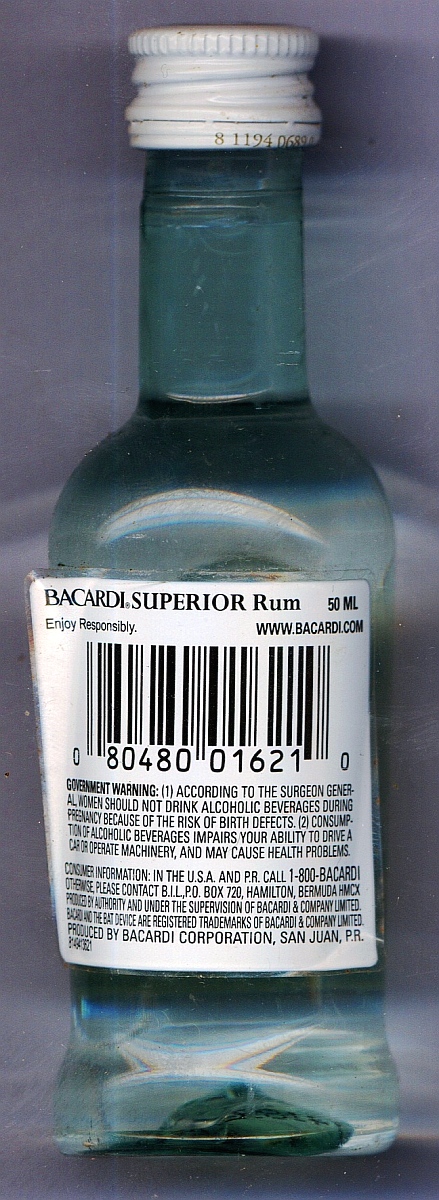 8 1194 0689
BACARDI® SUPERIOR Rum 50 ML
Enjoy Responsibly. WWW.BACARDI.COM
0 80480 01621 0
GOVERNMENT WARNING: (1) ACCORDING TO THE SURGEON GENER-
AL, WOMEN SHOULD NOT DRINK ALCOHOLIC BEVERAGES DURING
PREGNANCY BECAUSE OF THE RISK OF BIRTH DEFECTS. (2) CONSUMP-
TION OF ALCOHOLIC BEVERAGES IMPAIRS YOUR ABILITY TO DRIVE A
CAR OR OPERATE MACHINERY, AND MAY CAUSE HEALTH PROBLEMS.
CONSUMER INFORMATION: IN THE U.S.A. AND P.R. CALL 1-800-BACARDI
OTHERWISE, PLEASE CONTACT B.I.L., P.O. BOX 720, HAMILTON, BERMUDA HMCX
PRODUCED BY AUTHORITY AND UNDER THE SUPERVISION OF BACARDI & COMPANY LIMITED.
BACARDI AND THE BAT DEVICE ARE REGISTERED TRADEMARKS OF BACARDI & COMPANY LIMITED.
PRODUCED BY BACARDI CORPORATION, SAN JUAN, P.R.